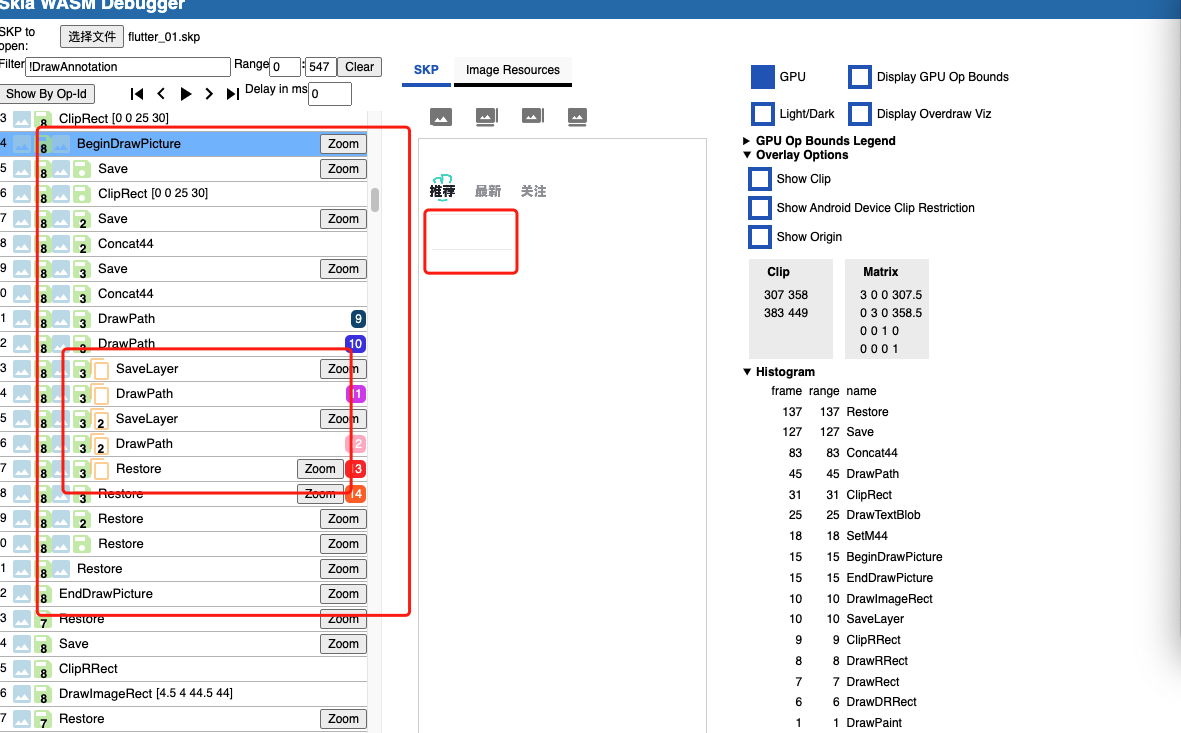 Skia WASM Debugger
SKP to open: 选择文件 flutter_01.skp
Filter !DrawAnnotation Range 0 : 547 Clear
Show By Op-Id Delay in ms 0
3 8 ClipRect [0 0 25 30]
4 8 BeginDrawPicture Zoom
5 8 Save Zoom
6 8 ClipRect [0 0 25 30]
7 8 2 Save Zoom
8 8 2 Concat44
9 8 3 Save Zoom
0 8 3 Concat44
1 8 3 DrawPath 9
2 8 3 DrawPath 10
3 8 3 SaveLayer Zoom
4 8 3 DrawPath 11
5 8 3 2 SaveLayer Zoom
6 8 3 2 DrawPath 12
7 8 3 Restore Zoom 13
8 8 3 Restore Zoom 14
9 8 2 Restore Zoom
0 8 Restore Zoom
1 8 Restore Zoom
2 8 EndDrawPicture Zoom
3 7 Restore Zoom
4 8 Save Zoom
5 8 ClipRRect
6 8 DrawImageRect [4.5 4 44.5 44]
7 7 Restore Zoom
SKP Image Resources
推荐 最新 关注
GPU Display GPU Op Bounds
Light/Dark Display Overdraw Viz
GPU Op Bounds Legend
Overlay Options
Show Clip
Show Android Device Clip Restriction
Show Origin
Clip Matrix
307 358 3 0 0 307.5
383 449 0 3 0 358.5
0 0 1 0
0 0 0 1
Histogram
frame range name
137 137 Restore
127 127 Save
83 83 Concat44
45 45 DrawPath
31 31 ClipRect
25 25 DrawTextBlob
18 18 SetM44
15 15 BeginDrawPicture
15 15 EndDrawPicture
10 10 DrawImageRect
10 10 SaveLayer
9 9 ClipRRect
8 8 DrawRRect
7 7 DrawRect
6 6 DrawDRRect
1 1 DrawPaint